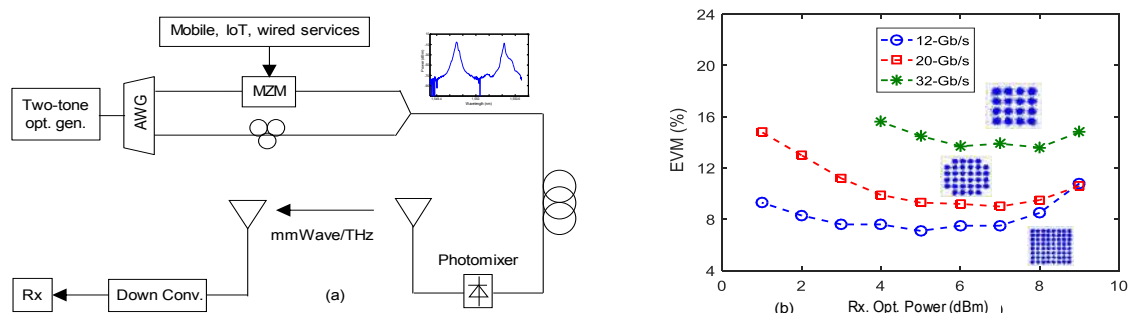 Mobile, IoT, wired services
Two-tone
opt. gen.
AWG
MZM
Wavelength (nm)
mmWave/THz
Photomixer
Rx
Down Conv.
(a)
24
20
16
12
8
4
EVM (%)
12-Gb/s
20-Gb/s
32-Gb/s
0
2
4
6
8
10
(b)
Rx. Opt. Power (dBm)